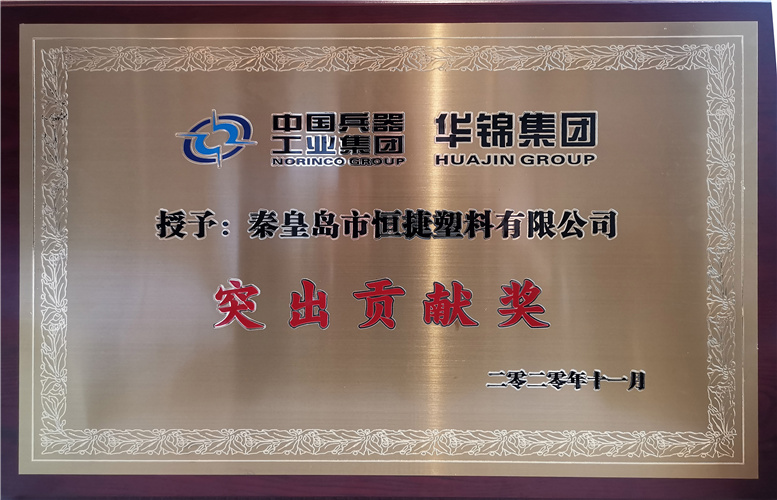 中国兵器
工业集团
NORINCO GROUP
华锦集团
HUAJIN GROUP
授予：秦皇岛市恒捷塑料有限公司
突出贡献奖
二零二零年十一月